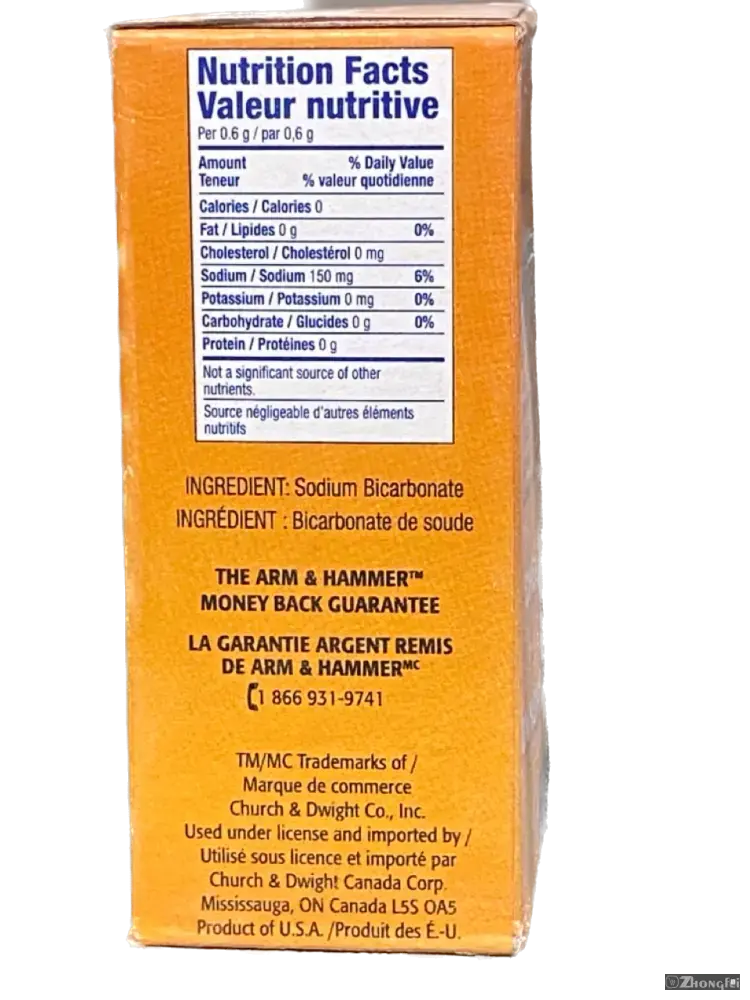 Nutrition Facts
Valeur nutritive
Per 0.6 g / par 0,6 g
Amount % Daily Value
Teneur % valeur quotidienne
Calories / Calories 0
Fat / Lipides 0 g 0%
Cholesterol / Cholestérol 0 mg
Sodium / Sodium 150 mg 6%
Potassium / Potassium 0 mg 0%
Carbohydrate / Glucides 0 g 0%
Protein / Protéines 0 g
Not a significant source of other
nutrients.
Source négligeable d'autres éléments
nutritifs
INGREDIENT: Sodium Bicarbonate
INGRÉDIENT : Bicarbonate de soude
THE ARM & HAMMER™
MONEY BACK GUARANTEE
LA GARANTIE ARGENT REMIS
DE ARM & HAMMERMC
1 866 931-9741
TM/MC Trademarks of /
Marque de commerce
Church & Dwight Co., Inc.
Used under license and imported by /
Utilisé sous licence et importé par
Church & Dwight Canada Corp.
Mississauga, ON Canada L5S OA5
Product of U.S.A. /Produit des É.-U.
ZHONGFEI